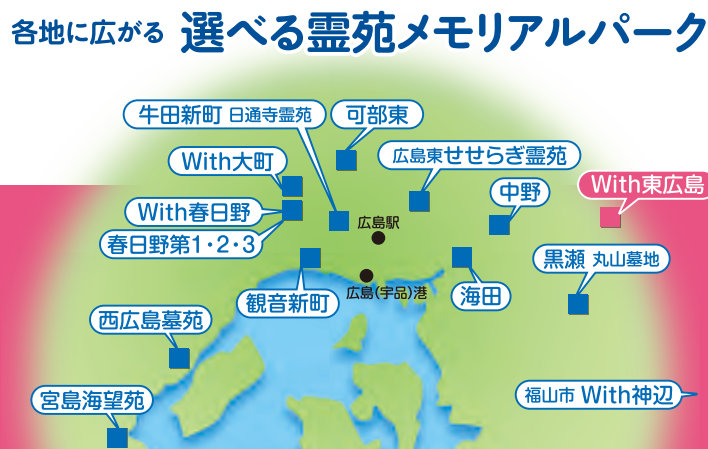 各地に広がる 選べる霊苑メモリアルパーク
牛田新町 日通寺霊苑
可部東
With大町
広島東せせらぎ霊苑
With東広島
中野
With春日野
広島駅
春日野第1・2・3
黒瀬 丸山墓地
観音新町
広島(宇品)港
海田
西広島墓苑
福山市 With神辺
宮島海望苑